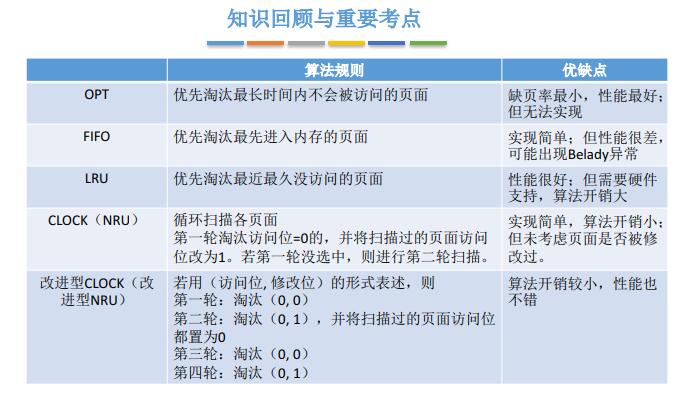 知识回顾与重要考点
算法规则
优缺点
OPT
优先淘汰最长时间内不会被访问的页面
缺页率最小，性能最好；
但无法实现
FIFO
优先淘汰最先进入内存的页面
实现简单；但性能很差，
可能出现Belady异常
LRU
优先淘汰最近最久没访问的页面
性能很好；但需要硬件
支持，算法开销大
CLOCK（NRU）
循环扫描各页面
第一轮淘汰访问位=0的，并将扫描过的页面访问
位改为1。若第一轮没选中，则进行第二轮扫描。
实现简单，算法开销小；
但未考虑页面是否被修
改过。
改进型CLOCK（改
进型NRU）
若用（访问位, 修改位）的形式表述，则
第一轮：淘汰（0, 0）
第二轮：淘汰（0, 1），并将扫描过的页面访问位
都置为0
第三轮：淘汰（0, 0）
第四轮：淘汰（0, 1）
算法开销较小，性能也
不错